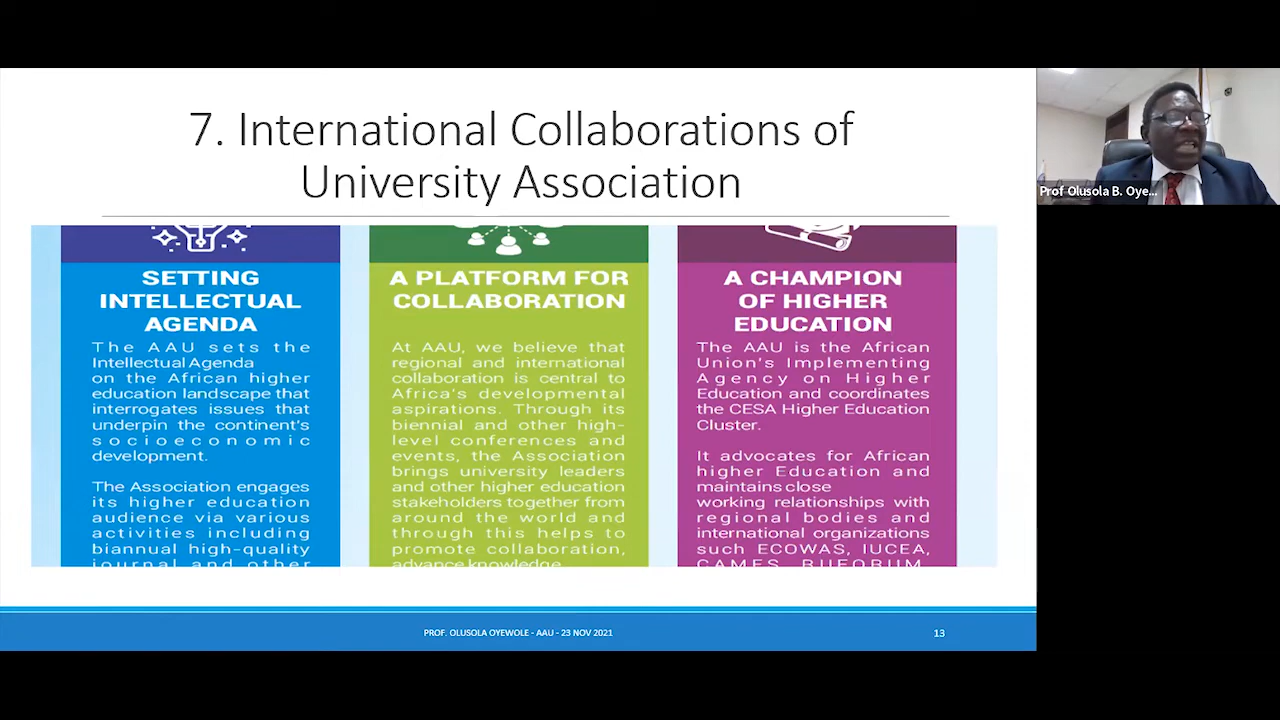 7. International Collaborations of
University Association
SETTING
INTELLECTUAL
AGENDA
The AAU sets the
Intellectual Agenda
on the African higher
education landscape that
interrogates issues that
underpin the continent's
socioeconomic
development.
The Association engages
its higher education
audience via various
activities including
biannual high-quality
journal and other
A PLATFORM FOR
COLLABORATION
At AAU, we believe that
regional and international
collaboration is central to
Africa's developmental
aspirations. Through its
biennial and other high-
level conferences and
events, the Association
brings university leaders
and other higher education
stakeholders together from
around the world and
through this helps to
promote collaboration,
advance knowledge
A CHAMPION
OF HIGHER
EDUCATION
The AAU is the African
Union's Implementing
Agency on Higher
Education and coordinates
the CESA Higher Education
Cluster.
It advocates for African
higher Education and
maintains close
working relationships with
regional bodies and
international organizations
such ECOWAS, IUCEA,
CAMES, RUFORUM,
PROF. OLUSOLA OYEWOLE - AAU - 23 NOV 2021
13
Prof Olusola B. Oye...